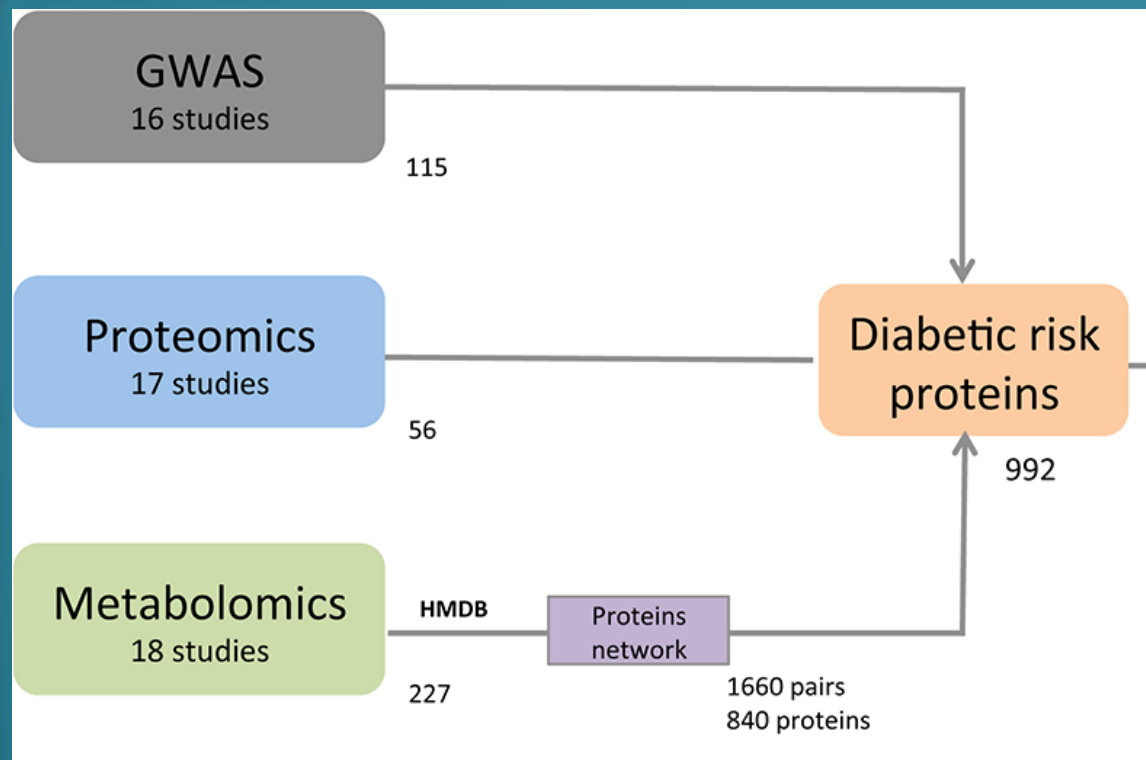 GWAS
16 studies
115
Proteomics
17 studies
56
Diabetic risk
proteins
992
Metabolomics
18 studies
HMDB
227
Proteins
network
1660 pairs
840 proteins